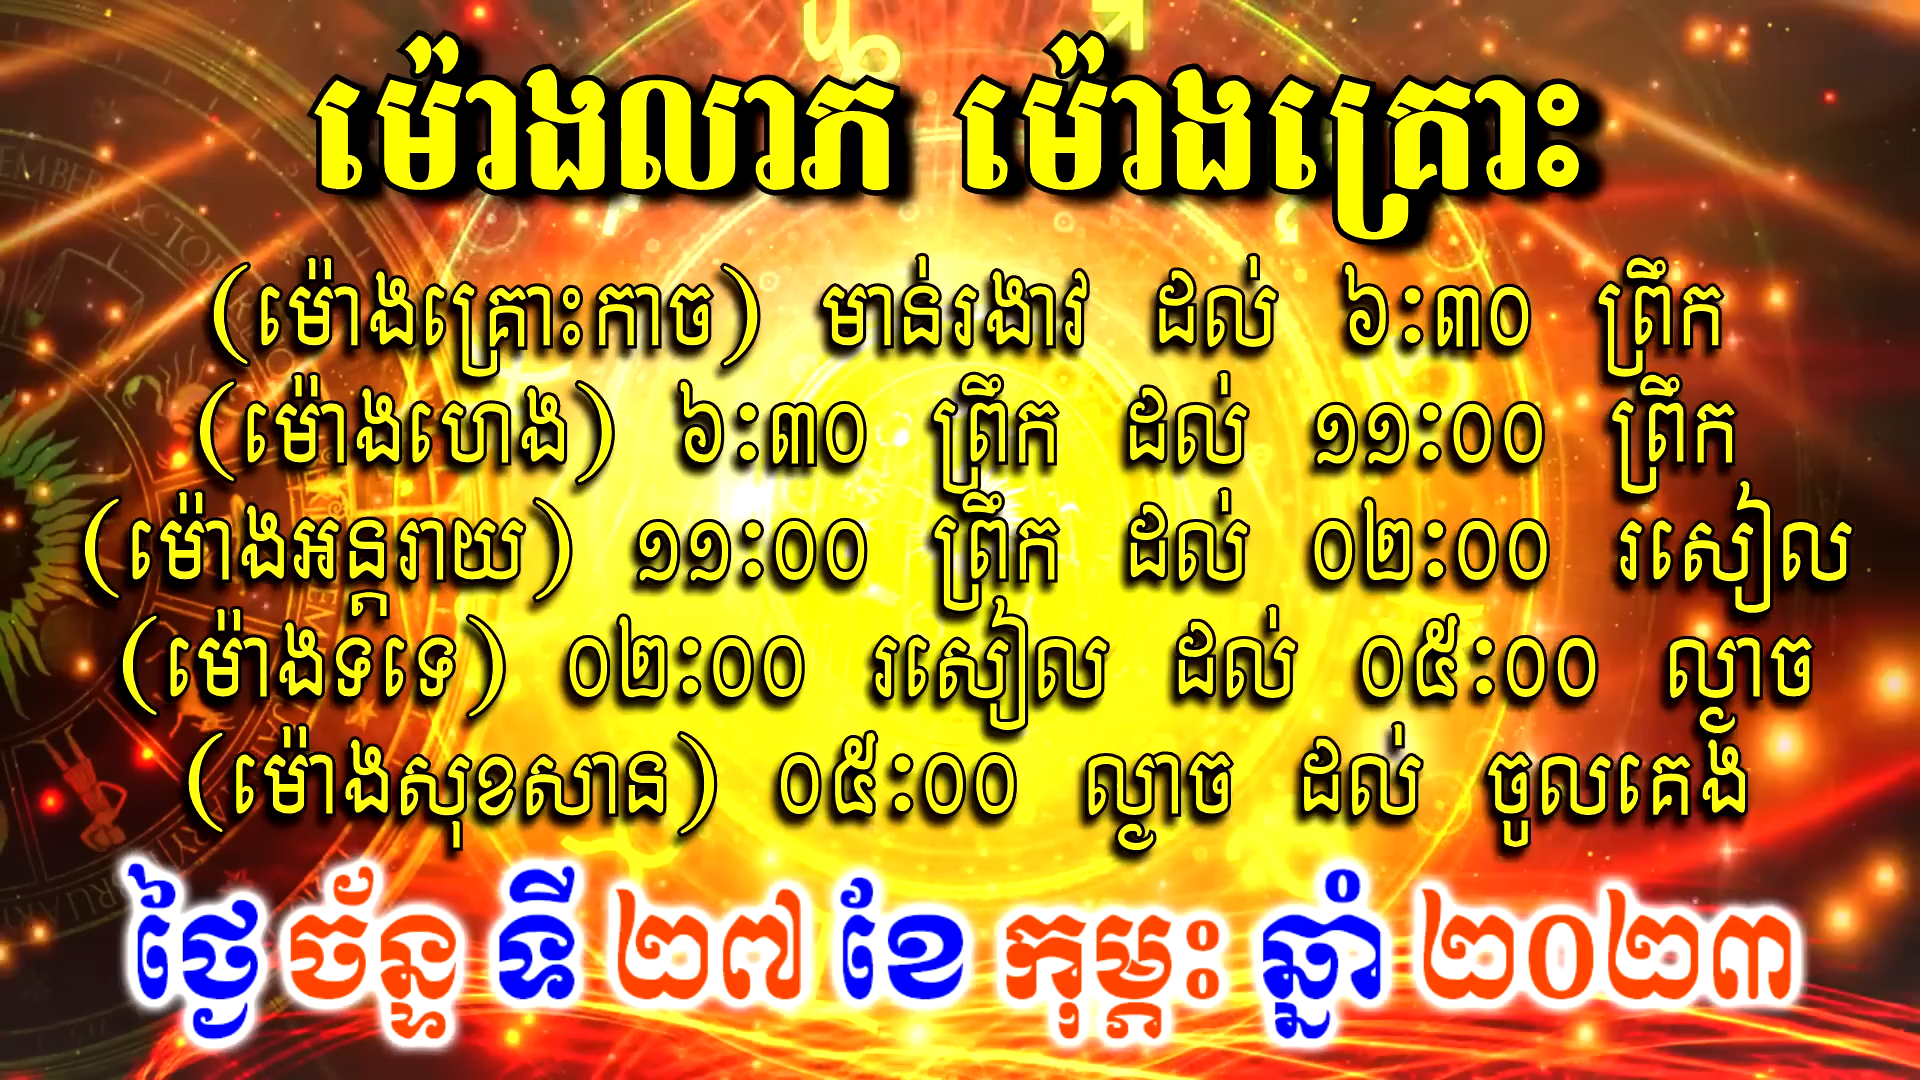 ម៉ោងលាភ ម៉ោងគ្រោះ
(ម៉ោងគ្រោះកាច) មាន់រងាវ ដល់ ៦:៣០ ព្រឹក
(ម៉ោងហេង) ៦:៣០ ព្រឹក ដល់ ១១:០០ ព្រឹក
(ម៉ោងអន្តរាយ) ១១:០០ ព្រឹក ដល់ ០២:០០ រសៀល
(ម៉ោងទទេ) ០២:០០ រសៀល ដល់ ០៥:០០ ល្ងាច
(ម៉ោងសុខសាន) ០៥:០០ ល្ងាច ដល់ ចូលគេង
ថ្ងៃ ច័ន្ទ ទី ២៧ ខែ កុម្ភះ ឆ្នាំ ២០២៣